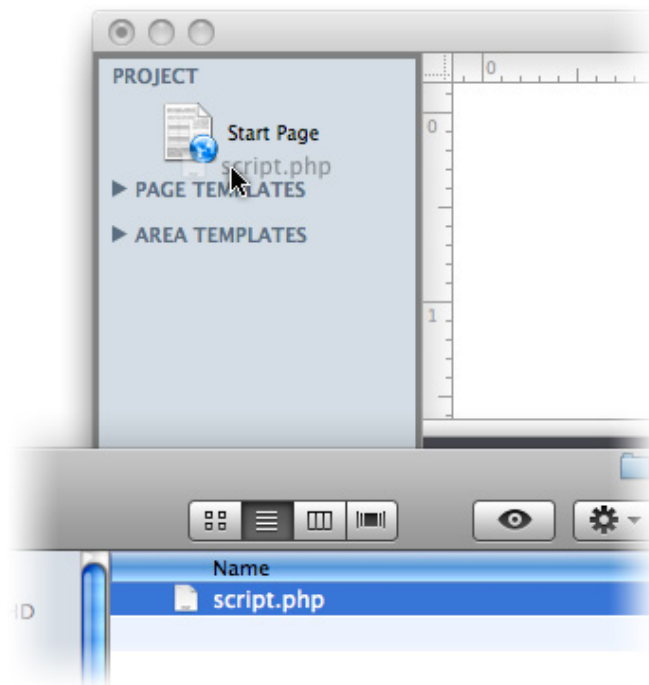 PROJECT
0
Start Page
0
script.php
PAGE TEMPLATES
AREA TEMPLATES
1
Name
script.php
HD